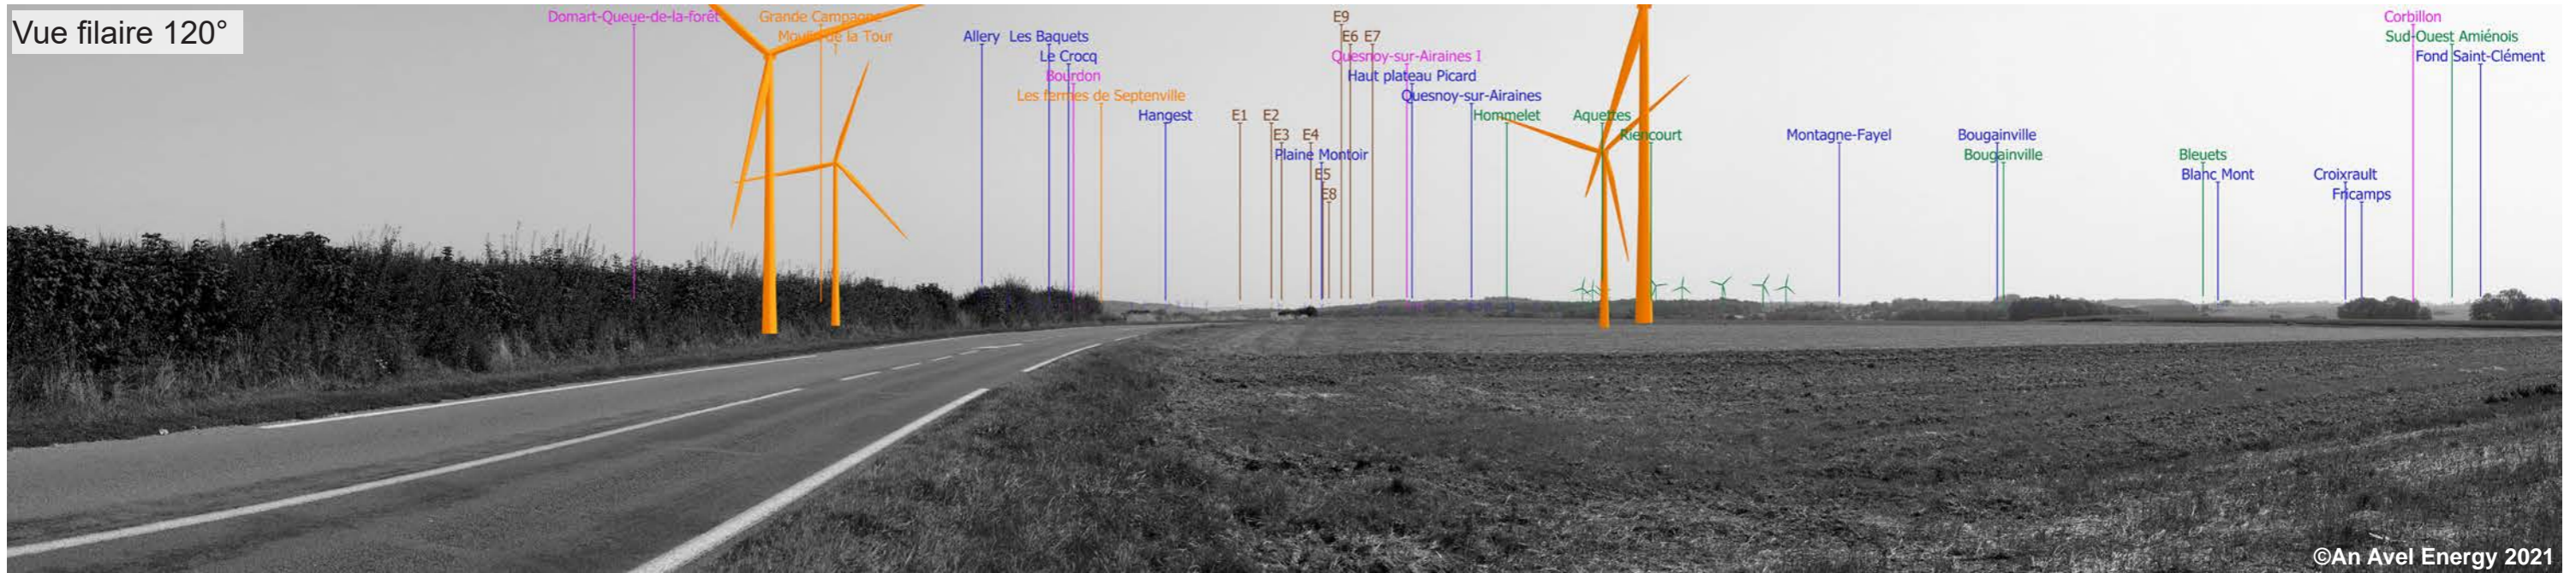 Vue filaire 120°
Domart-Queue-de-la-forêt
Grande Campagne
Moulin de la Tour
Allery
Les Baquets
Le Crocq
Bourdon
Les fermes de Septenville
Hangest
E1
E2
E3
E4
Plaine Montoir
E5
E8
E9
E6
E7
Quesnoy-sur-Airaines I
Haut plateau Picard
Quesnoy-sur-Airaines
Hommelet
Aquettes
Riencourt
Montagne-Fayel
Bougainville
Bougainville
Bleuets
Blanc Mont
Croixrault
Fricamps
Corbillon
Sud-Ouest Amiénois
Fond Saint-Clément
©An Avel Energy 2021